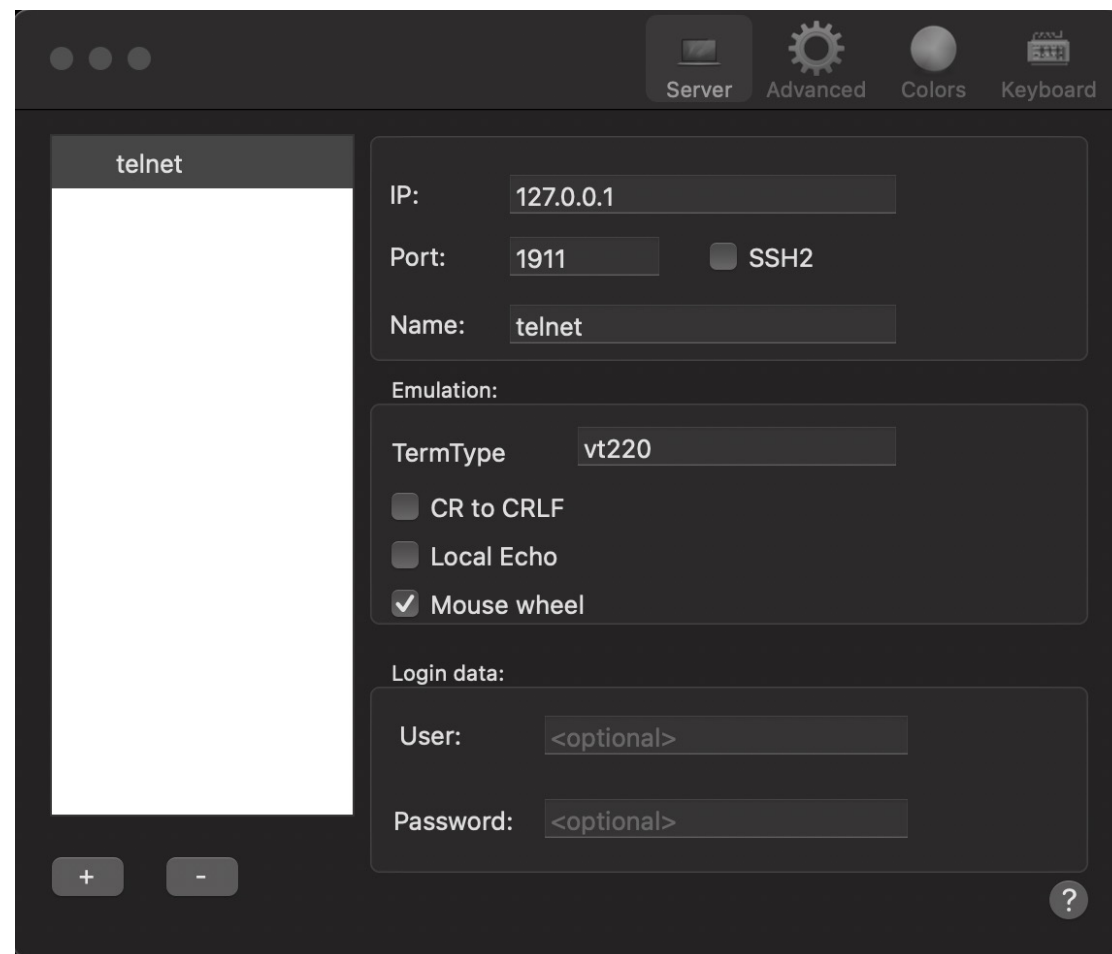 Server Advanced Colors Keyboard
telnet
IP: 127.0.0.1
Port: 1911 SSH2
Name: telnet
Emulation:
TermType vt220
CR to CRLF
Local Echo
Mouse wheel
Login data:
User: <optional>
Password: <optional>
+ -
?